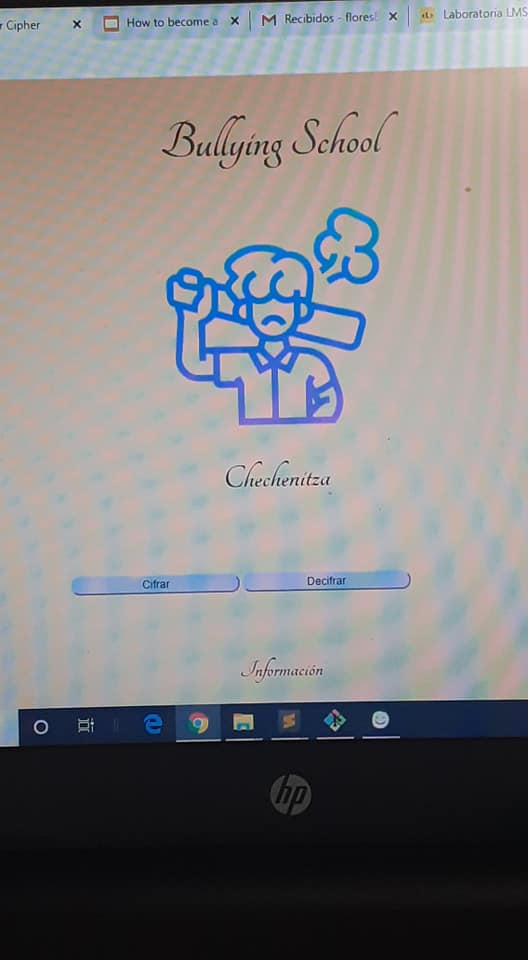 r Cipher
How to become a
Recibidos - flores
Laboratoria LMS
Bullying School
Chechenitza
Cifrar
Decifrar
Información
hp